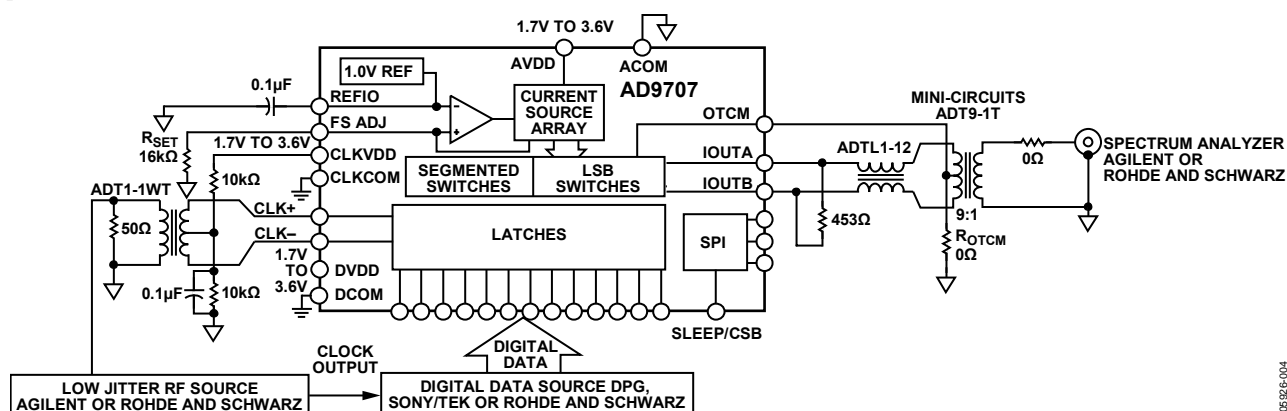 1.7V TO 3.6V
AVDD
ACOM
AD9707
1.0V REF
0.1µF
REFIO
FS ADJ
R_SET
16kΩ
1.7V TO 3.6V
CLKVDD
CLKCOM
10kΩ
ADT1-1WT
50Ω
CLK+
CLK–
1.7V
TO
3.6V
DVDD
DCOM
0.1µF
10kΩ
CURRENT
SOURCE
ARRAY
SEGMENTED
SWITCHES
LSB
SWITCHES
LATCHES
SPI
OTCM
IOUTA
IOUTB
SLEEP/CSB
ADTL1-12
453Ω
MINI-CIRCUITS
ADT9-1T
9:1
R_OTCM
0Ω
0Ω
SPECTRUM ANALYZER
AGILENT OR
ROHDE AND SCHWARZ
DIGITAL
DATA
CLOCK
OUTPUT
LOW JITTER RF SOURCE
AGILENT OR ROHDE AND SCHWARZ
DIGITAL DATA SOURCE DPG,
SONY/TEK OR ROHDE AND SCHWARZ
05926-004